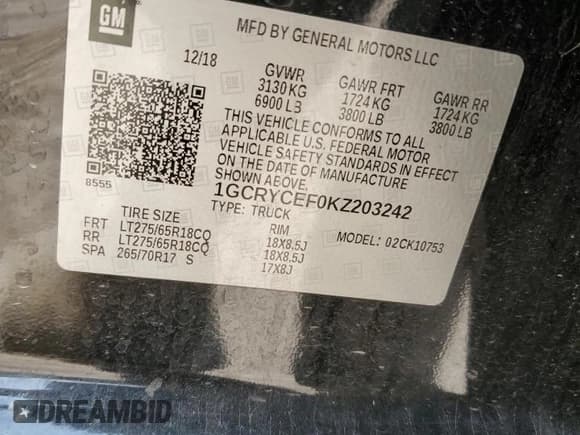 GM
MFD BY GENERAL MOTORS LLC
12/18
GVWR GAWR FRT GAWR RR
3130 KG 1724 KG 1724 KG
6900 LB 3800 LB 3800 LB
THIS VEHICLE CONFORMS TO ALL
APPLICABLE U.S. FEDERAL MOTOR
VEHICLE SAFETY STANDARDS IN EFFECT
ON THE DATE OF MANUFACTURE
SHOWN ABOVE.
8555
1GCRYCEF0KZ203242
TYPE: TRUCK
TIRE SIZE RIM MODEL: 02CK10753
FRT LT275/65R18CQ 18X8.5J
RR LT275/65R18CQ 18X8.5J
SPA 265/70R17 S 17X8J
DREAMBID